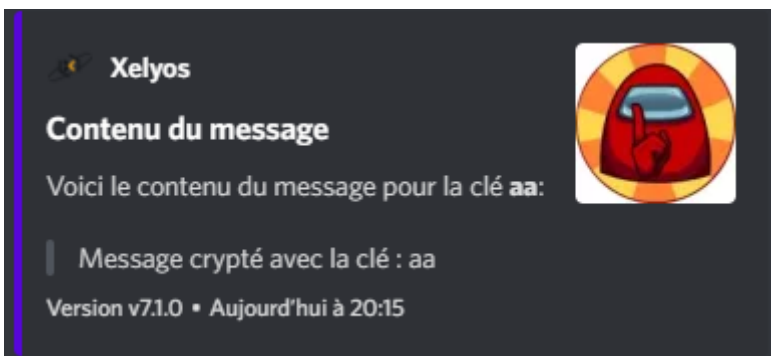 Xelyos
Contenu du message
Voici le contenu du message pour la clé aa:
Message crypté avec la clé : aa
Version v7.1.0 • Aujourd'hui à 20:15